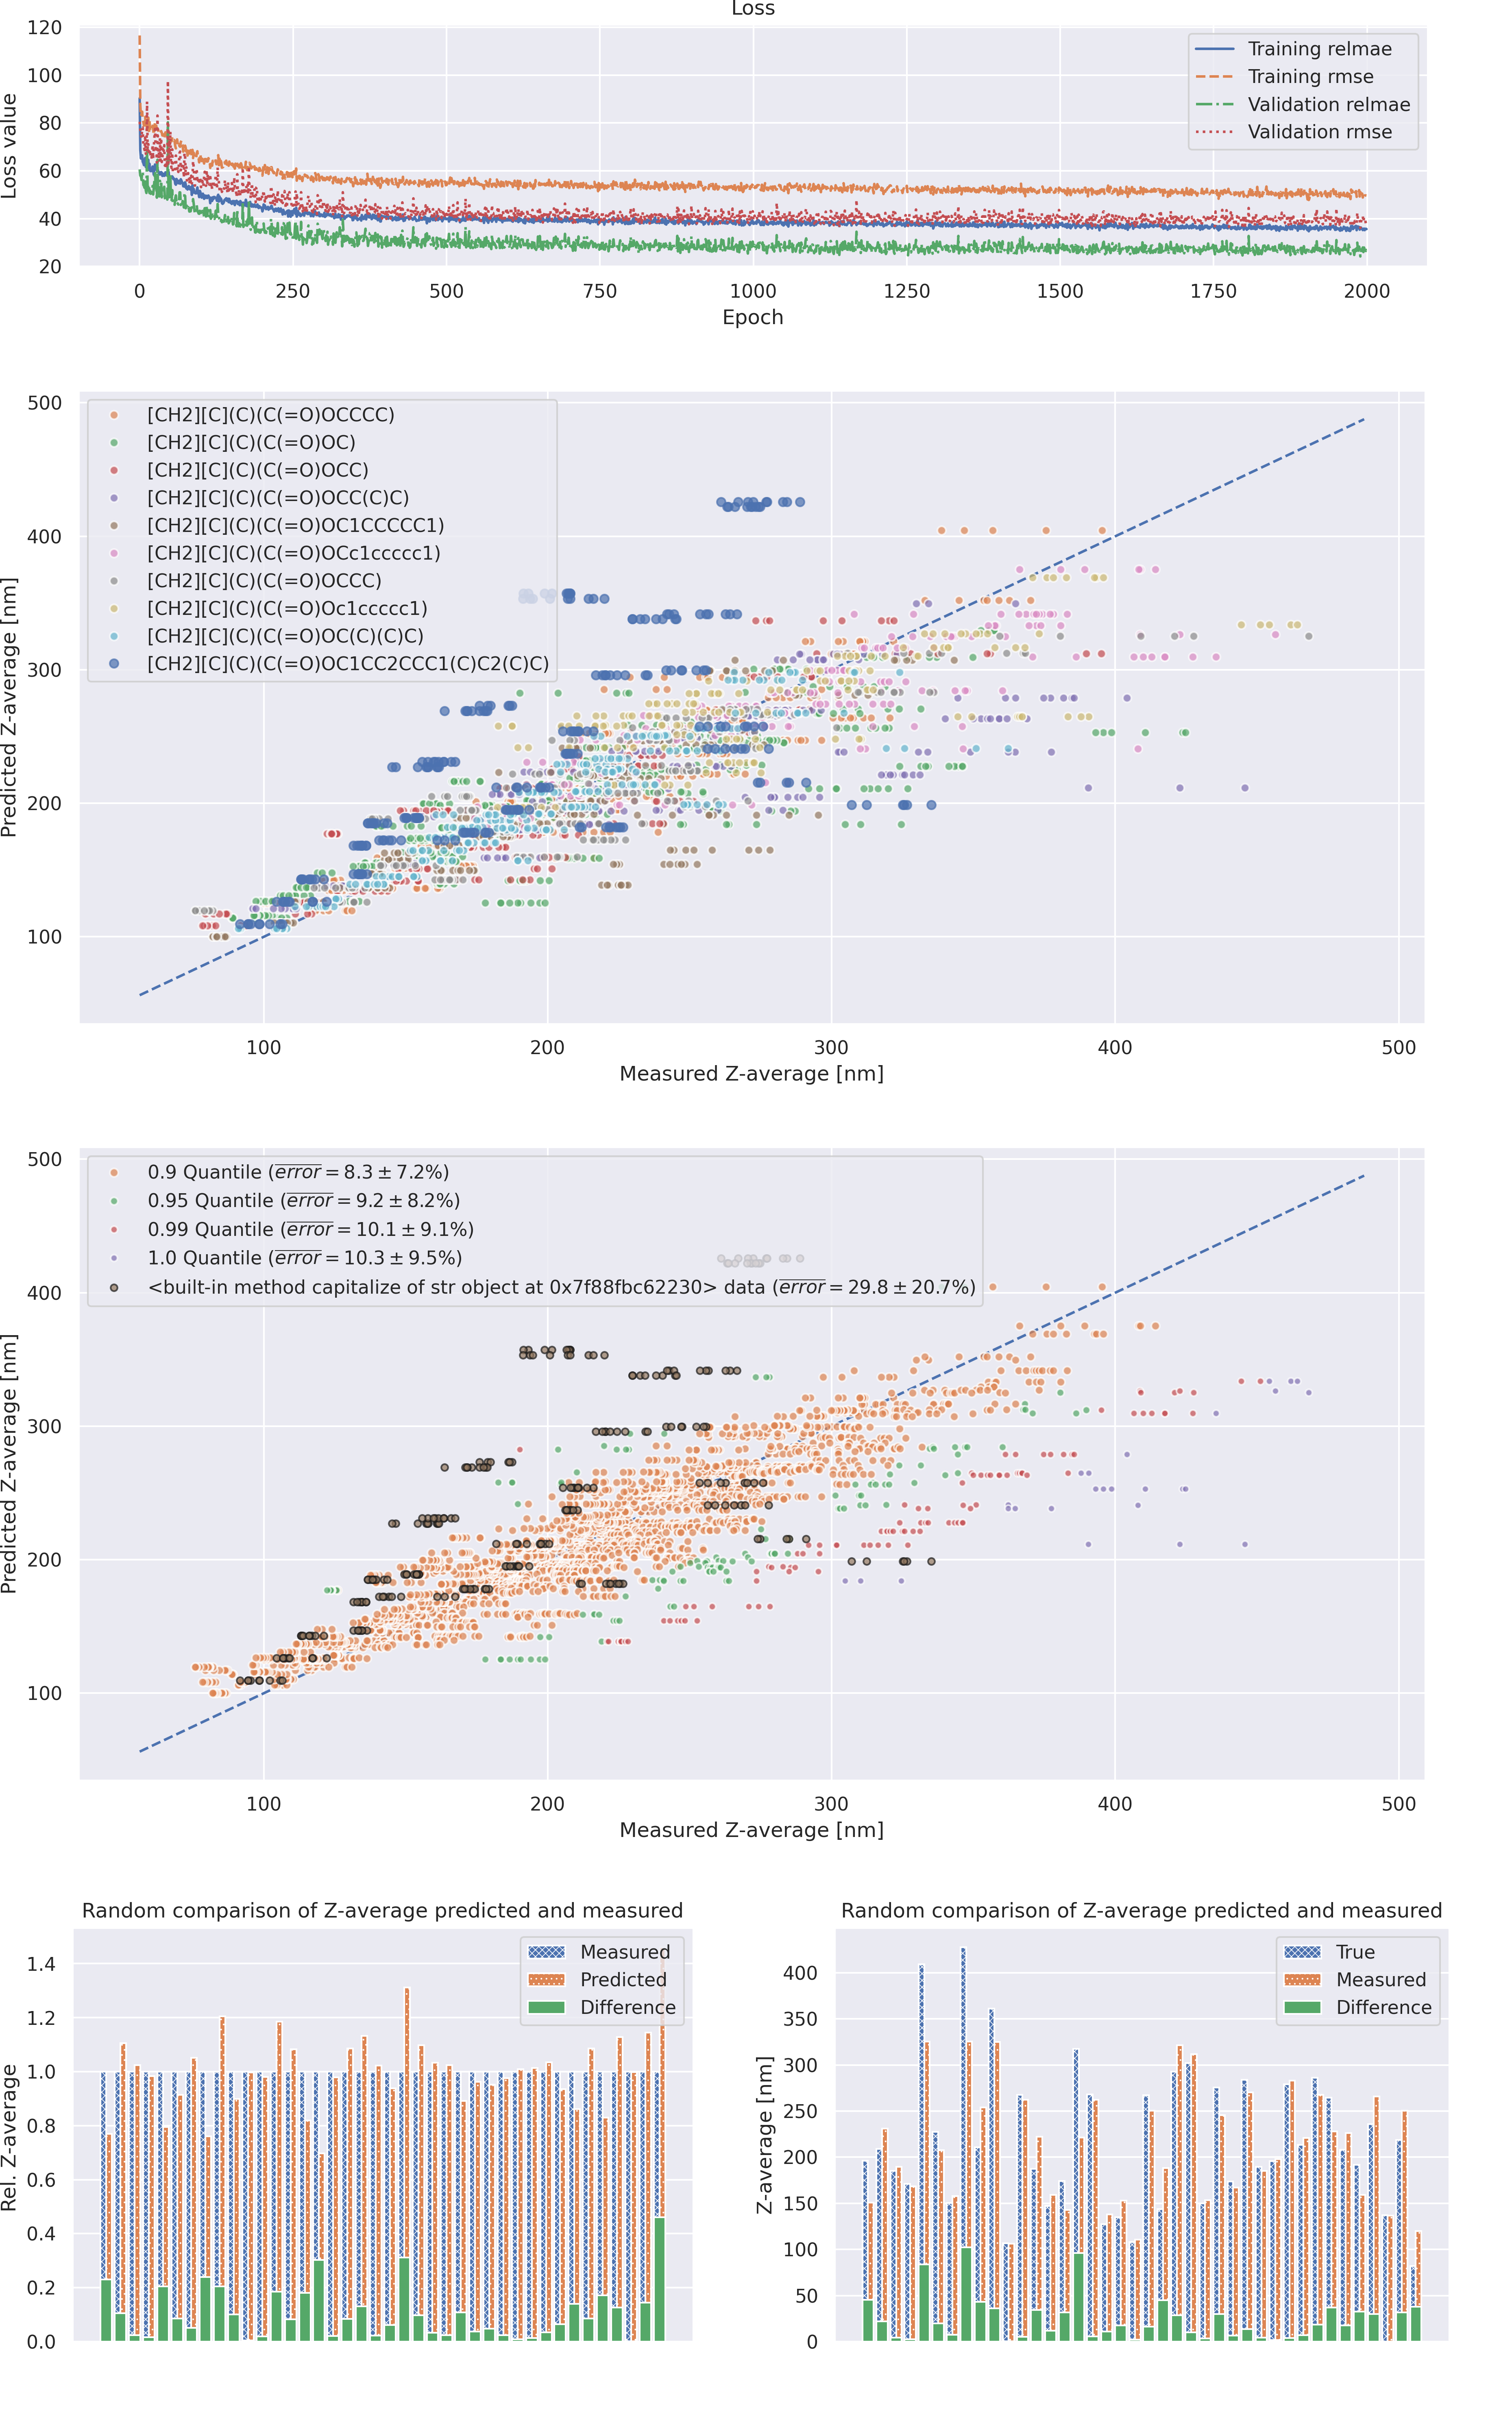 Loss
120
100
80
60
40
20
Loss value
Training relmae
Training rmse
Validation relmae
Validation rmse
0 250 500 750 1000 1250 1500 1750 2000
Epoch
500
400
300
200
100
Predicted Z-average [nm]
[CH2][C](C)(C(=O)OCCCC)
[CH2][C](C)(C(=O)OC)
[CH2][C](C)(C(=O)OCC)
[CH2][C](C)(C(=O)OCC(C)C)
[CH2][C](C)(C(=O)OC1CCCCC1)
[CH2][C](C)(C(=O)OCc1ccccc1)
[CH2][C](C)(C(=O)OCCC)
[CH2][C](C)(C(=O)Oc1ccccc1)
[CH2][C](C)(C(=O)OC(C)(C)C)
[CH2][C](C)(C(=O)OC1CC2CCC1(C)C2(C)C)
100 200 300 400 500
Measured Z-average [nm]
500
400
300
200
100
Predicted Z-average [nm]
0.9 Quantile (error = 8.3 ± 7.2%)
0.95 Quantile (error = 9.2 ± 8.2%)
0.99 Quantile (error = 10.1 ± 9.1%)
1.0 Quantile (error = 10.3 ± 9.5%)
<built-in method capitalize of str object at 0x7f88fbc62230> data (error = 29.8 ± 20.7%)
100 200 300 400 500
Measured Z-average [nm]
Random comparison of Z-average predicted and measured
1.4
1.2
1.0
0.8
0.6
0.4
0.2
0.0
Rel. Z-average
Measured
Predicted
Difference
Random comparison of Z-average predicted and measured
400
350
300
250
200
150
100
50
0
Z-average [nm]
True
Measured
Difference